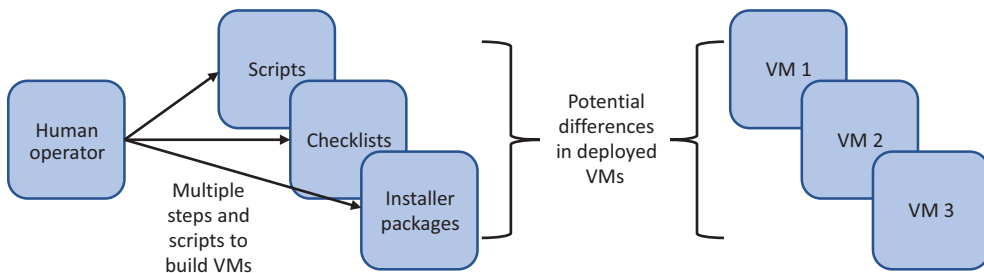 Human
operator
Scripts
Checklists
Installer
packages
Multiple
steps and
scripts to
build VMs
Potential
differences
in deployed
VMs
VM 1
VM 2
VM 3